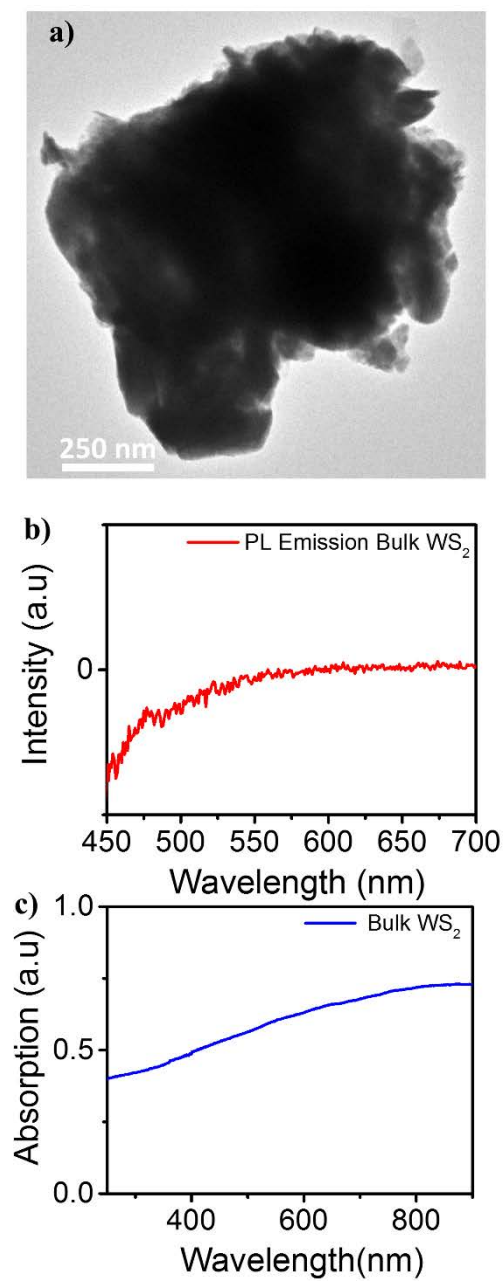 a)
250 nm
b)
PL Emission Bulk WS₂
Intensity (a.u)
0
450 500 550 600 650 700
Wavelength (nm)
c)
Bulk WS₂
Absorption (a.u)
1.0
0.5
0.0
400 600 800
Wavelength(nm)